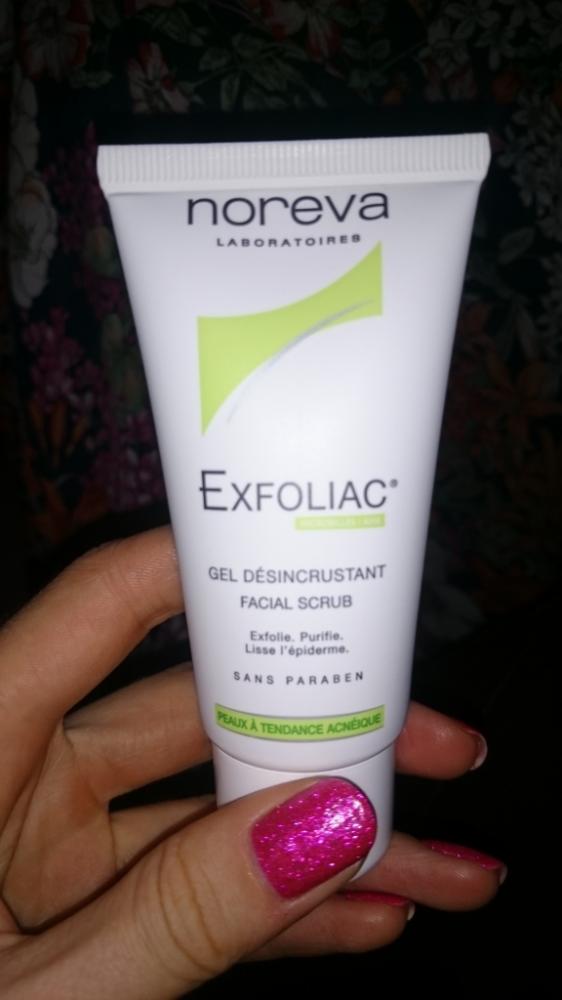 noreva
LABORATOIRES
EXFOLIAC®
GEL DÉSINCRUSTANT
FACIAL SCRUB
Exfolie. Purifie.
Lisse l'épiderme.
SANS PARABEN
PEAUX À TENDANCE ACNÉIQUE